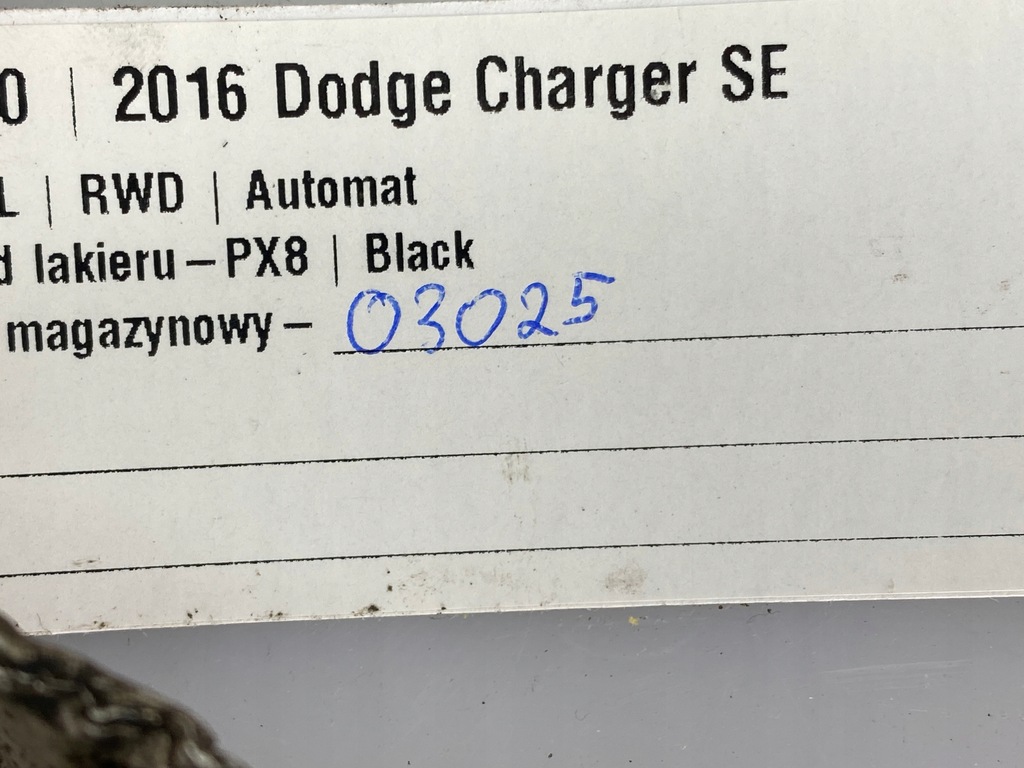 0 | 2016 Dodge Charger SE
L | RWD | Automat
d lakieru – PX8 | Black
magazynowy – 03025